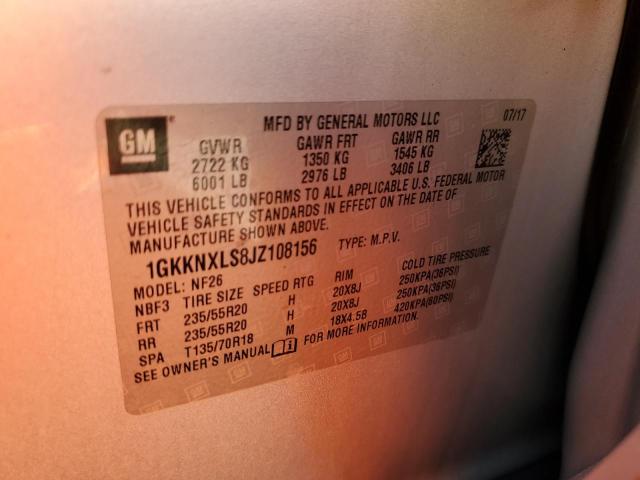 GM
MFD BY GENERAL MOTORS LLC 07/17
GVWR GAWR FRT GAWR RR
2722 KG 1350 KG 1545 KG
6001 LB 2976 LB 3406 LB
THIS VEHICLE CONFORMS TO ALL APPLICABLE U.S. FEDERAL MOTOR
VEHICLE SAFETY STANDARDS IN EFFECT ON THE DATE OF
MANUFACTURE SHOWN ABOVE.
1GKKNXLS8JZ108156 TYPE: M.P.V.
MODEL: NF26
NBF3 TIRE SIZE SPEED RTG RIM COLD TIRE PRESSURE
FRT 235/55R20 H 20X8J 250KPA(36PSI)
RR 235/55R20 H 20X8J 250KPA(36PSI)
SPA T135/70R18 M 18X4.5B 420KPA(60PSI)
SEE OWNER'S MANUAL i FOR MORE INFORMATION.